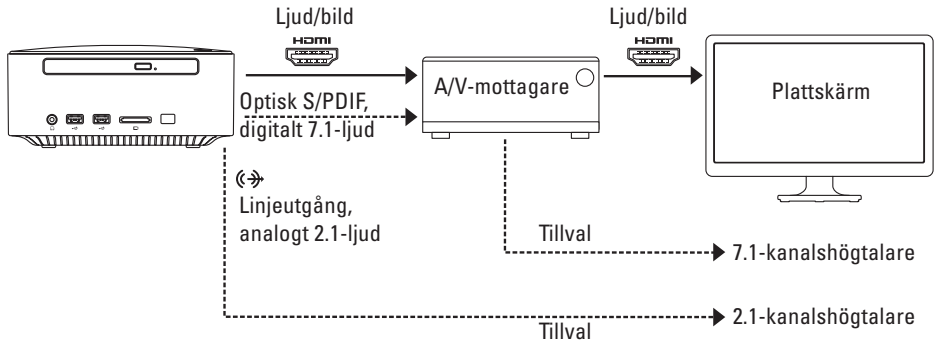 Ljud/bild
HDMI
Ljud/bild
HDMI
A/V-mottagare
Plattskärm
Optisk S/PDIF,
digitalt 7.1-ljud
Linjeutgång,
analogt 2.1-ljud
Tillval
7.1-kanalshögtalare
2.1-kanalshögtalare
Tillval